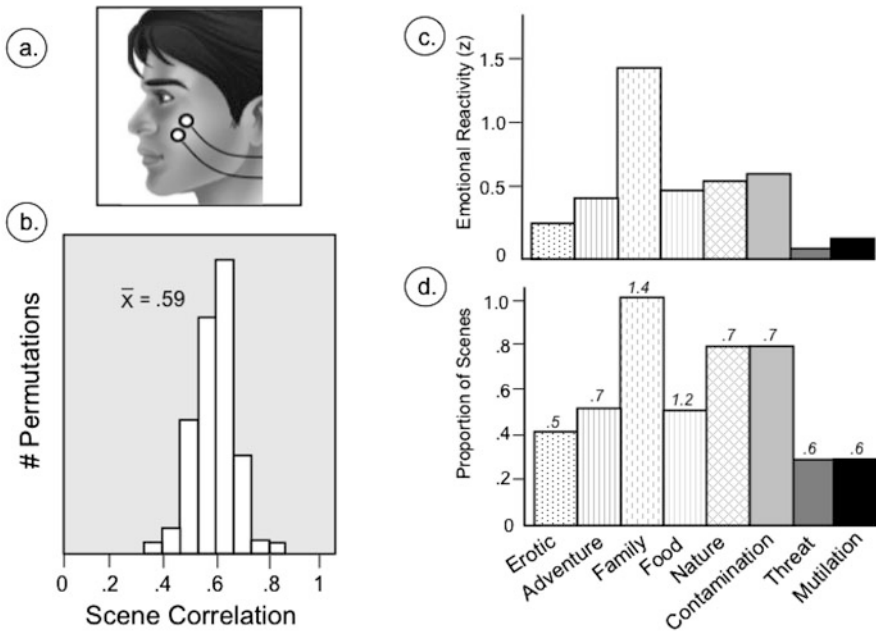 a.
b.
x̅ = .59
# Permutations
0 .2 .4 .6 .8 1
Scene Correlation
c.
Emotional Reactivity (z)
1.5
1.0
0.5
0
d.
Proportion of Scenes
1.0
.8
.6
.4
.2
0
.5 .7 1.4 1.2 .7 .7 .6 .6
Erotic
Adventure
Family
Food
Nature
Contamination
Threat
Mutilation